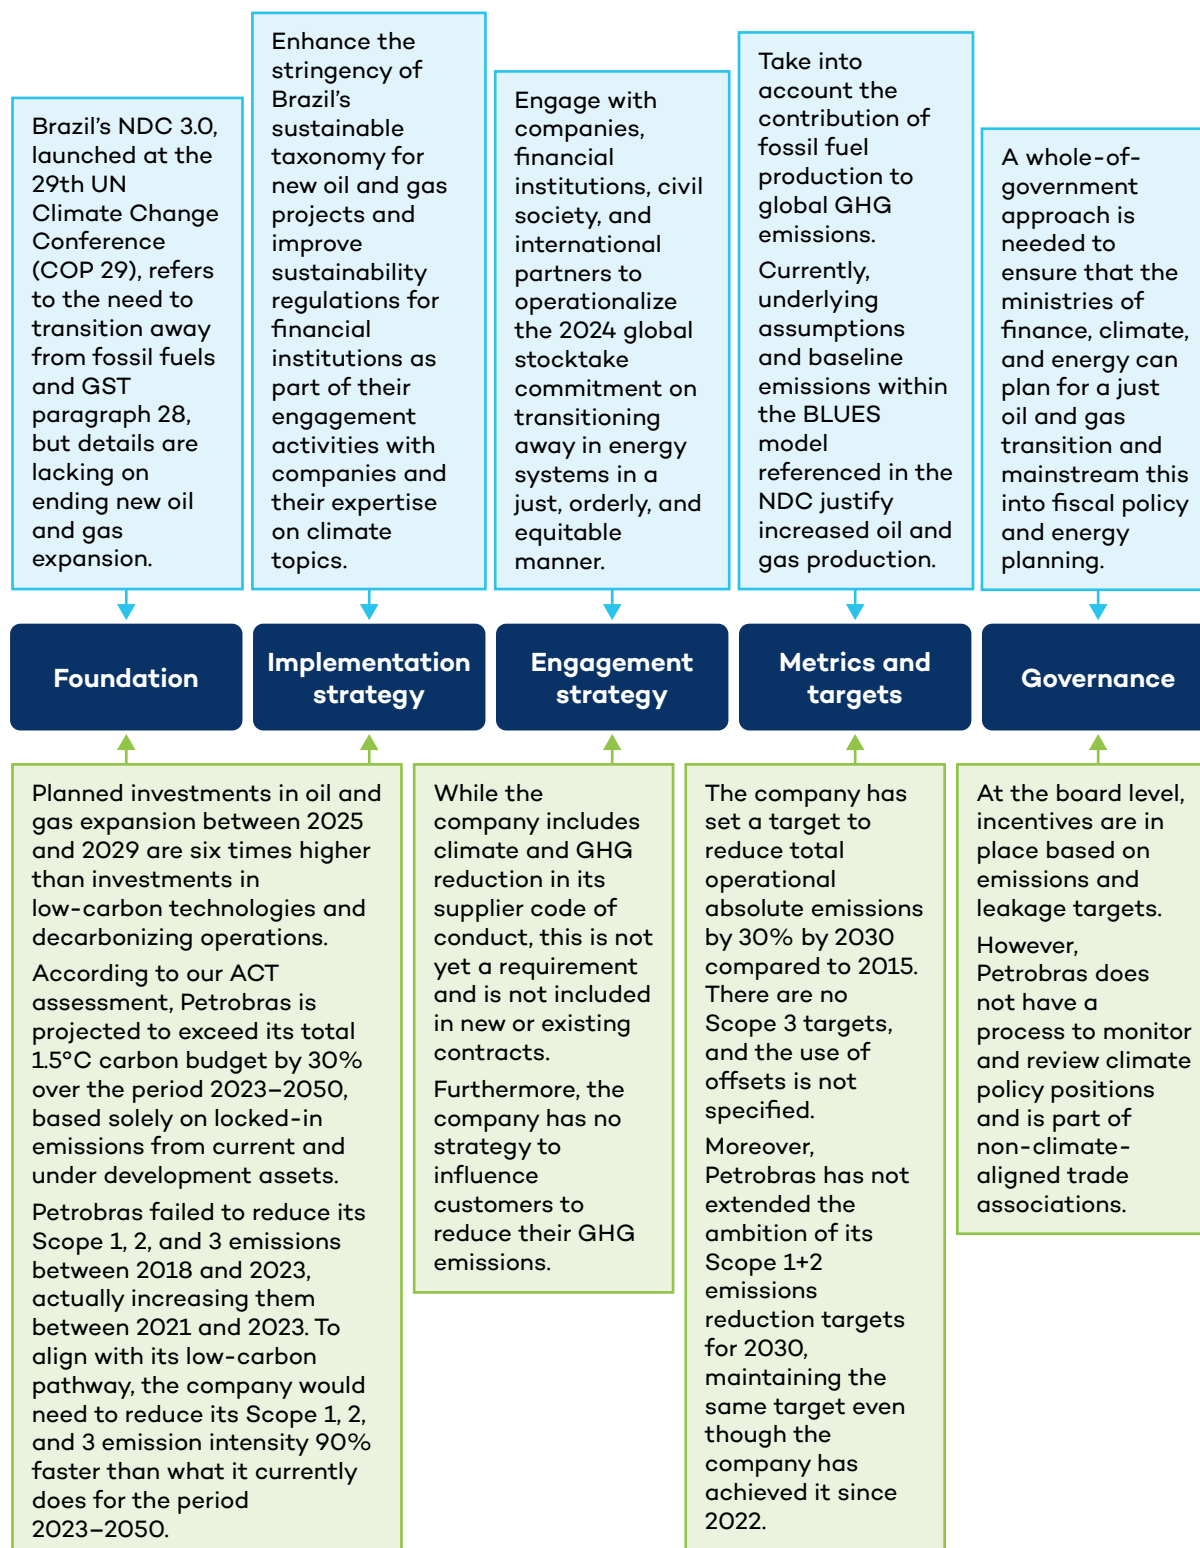 Brazil's NDC 3.0,
launched at the
29th UN
Climate Change
Conference
(COP 29), refers
to the need to
transition away
from fossil fuels
and GST
paragraph 28,
but details are
lacking on
ending new oil
and gas
expansion.
Enhance the
stringency of
Brazil's
sustainable
taxonomy for
new oil and gas
projects and
improve
sustainability
regulations for
financial
institutions as
part of their
engagement
activities with
companies and
their expertise
on climate
topics.
Engage with
companies,
financial
institutions, civil
society, and
international
partners to
operationalize
the 2024 global
stocktake
commitment on
transitioning
away in energy
systems in a
just, orderly, and
equitable
manner.
Take into
account the
contribution of
fossil fuel
production to
global GHG
emissions.
Currently,
underlying
assumptions
and baseline
emissions within
the BLUES
model
referenced in the
NDC justify
increased oil and
gas production.
A whole-of-
government
approach is
needed to
ensure that the
ministries of
finance, climate,
and energy can
plan for a just
oil and gas
transition and
mainstream this
into fiscal policy
and energy
planning.
Foundation
Implementation
strategy
Engagement
strategy
Metrics and
targets
Governance
Planned investments in oil and
gas expansion between 2025
and 2029 are six times higher
than investments in
low-carbon technologies and
decarbonizing operations.
According to our ACT
assessment, Petrobras is
projected to exceed its total
1.5°C carbon budget by 30%
over the period 2023–2050,
based solely on locked-in
emissions from current and
under development assets.
Petrobras failed to reduce its
Scope 1, 2, and 3 emissions
between 2018 and 2023,
actually increasing them
between 2021 and 2023. To
align with its low-carbon
pathway, the company would
need to reduce its Scope 1, 2,
and 3 emission intensity 90%
faster than what it currently
does for the period
2023–2050.
While the
company includes
climate and GHG
reduction in its
supplier code of
conduct, this is not
yet a requirement
and is not included
in new or existing
contracts.
Furthermore, the
company has no
strategy to
influence
customers to
reduce their GHG
emissions.
The company has
set a target to
reduce total
operational
absolute emissions
by 30% by 2030
compared to 2015.
There are no
Scope 3 targets,
and the use of
offsets is not
specified.
Moreover,
Petrobras has not
extended the
ambition of its
Scope 1+2
emissions
reduction targets
for 2030,
maintaining the
same target even
though the
company has
achieved it since
2022.
At the board level,
incentives are in
place based on
emissions and
leakage targets.
However,
Petrobras does
not have a
process to monitor
and review climate
policy positions
and is part of
non-climate-
aligned trade
associations.